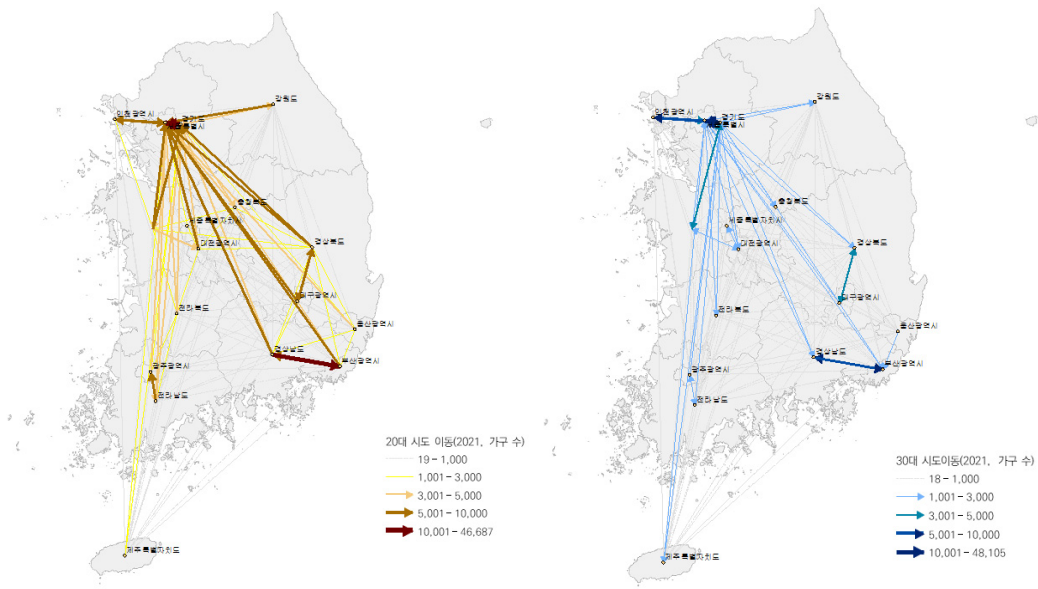 강원도
인천광역시
경기도
서울특별시
충청북도
세종특별자치시
대전광역시
경상북도
대구광역시
전라북도
울산광역시
경상남도
부산광역시
광주광역시
전라남도
제주특별자치도
20대 시도 이동(2021, 가구 수)
19 - 1,000
1,001 - 3,000
3,001 - 5,000
5,001 - 10,000
10,001 - 46,687
강원도
인천광역시
경기도
서울특별시
충청북도
세종특별자치시
대전광역시
경상북도
대구광역시
전라북도
울산광역시
경상남도
부산광역시
광주광역시
전라남도
제주특별자치도
30대 시도이동(2021, 가구 수)
18 - 1,000
1,001 - 3,000
3,001 - 5,000
5,001 - 10,000
10,001 - 48,105